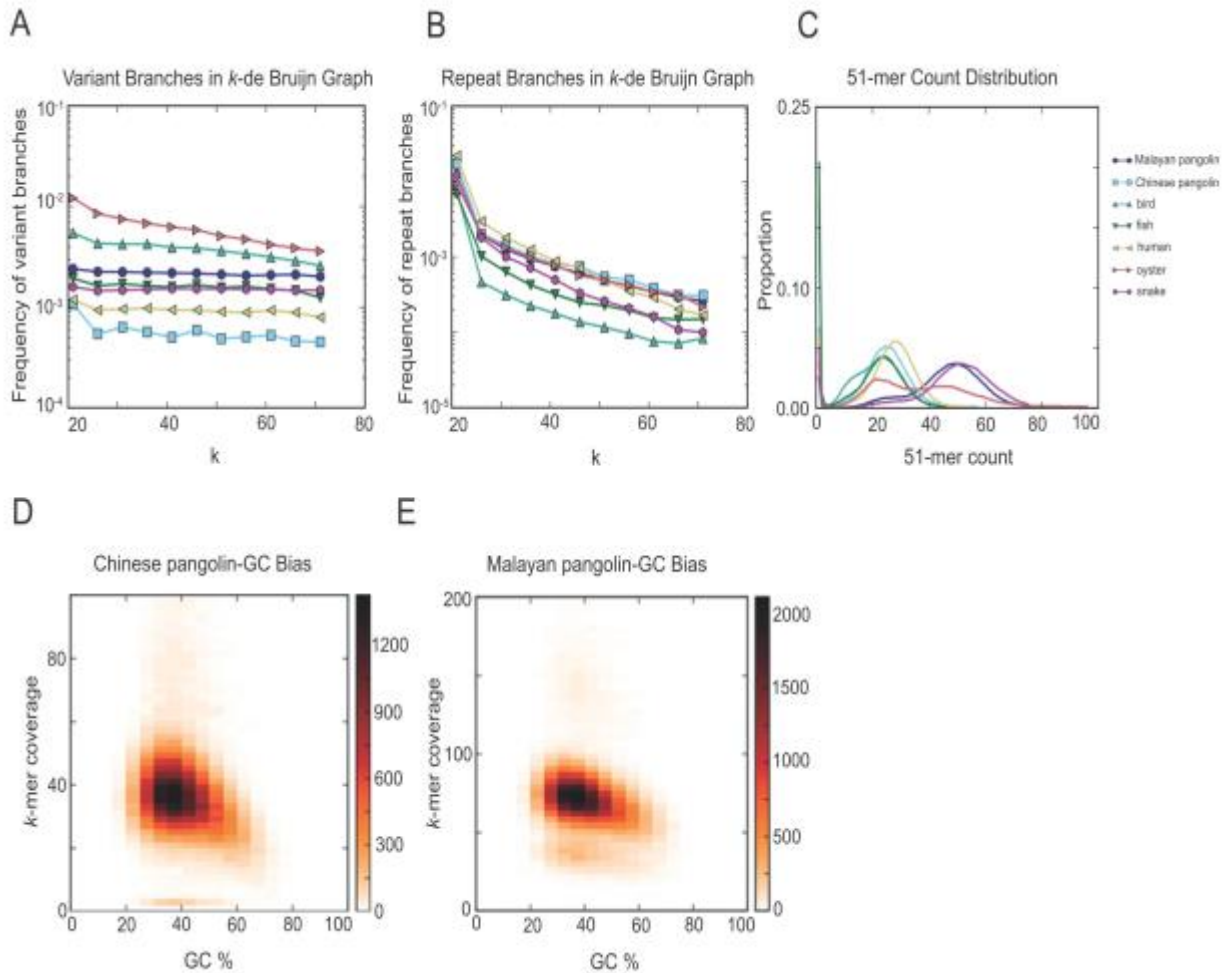 A
Variant Branches in k-de Bruijn Graph
Frequency of variant branches
10-1
10-2
10-3
10-4
20 40 60 80
k
B
Repeat Branches in k-de Bruijn Graph
Frequency of repeat branches
10-1
10-3
10-5
20 40 60 80
k
C
51-mer Count Distribution
Proportion
0.25
0.10
0.00
0 20 40 60 80 100
51-mer count
Malayan pangolin
Chinese pangolin
bird
fish
human
oyster
snake
D
Chinese pangolin-GC Bias
k-mer coverage
80
40
0
0 20 40 60 80 100
GC %
1200
900
600
300
0
E
Malayan pangolin-GC Bias
k-mer coverage
200
100
0
0 20 40 60 80 100
GC %
2000
1500
1000
500
0